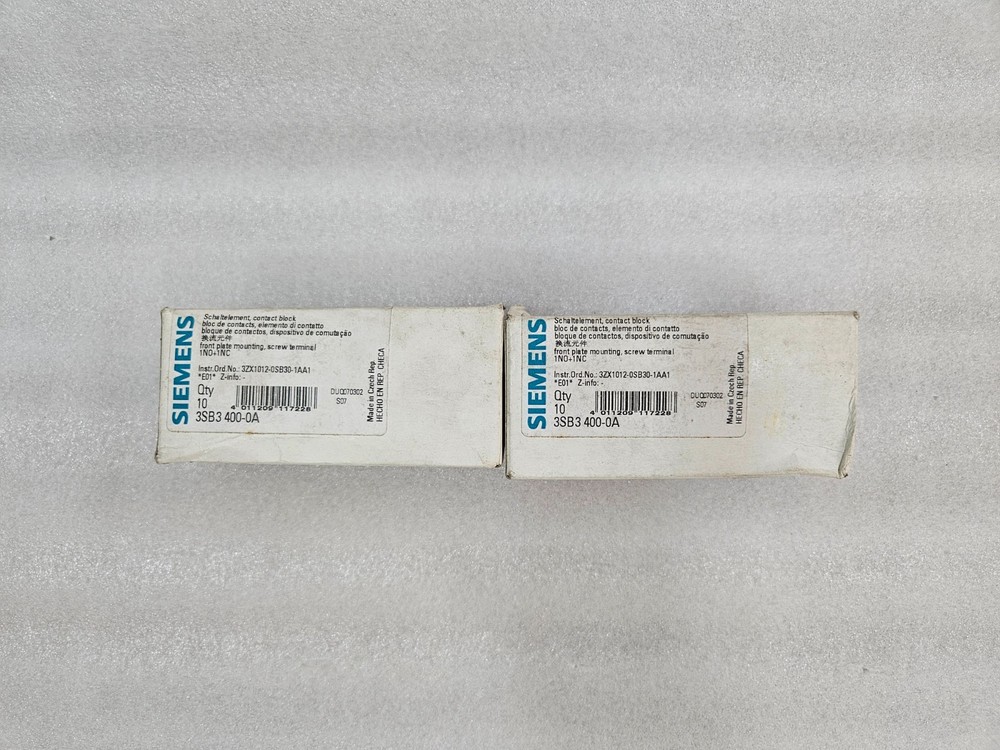 SIEMENS
Schaltelement, contact block
bloc de contacts, elemento di contatto
bloque de contactos, dispositivo de comutação
换流元件
front plate mounting, screw terminal
1NO+1NC
Instr.Ord.No.: 3ZX1012-0SB30-1AA1
*E01* Z-info: -
Qty
10
4 011209 117228
DUQ070302
S07
3SB3 400-0A
Made in Czech Rep.
HECHO EN REP. CHECA
SIEMENS
Schaltelement, contact block
bloc de contacts, elemento di contatto
bloque de contactos, dispositivo de comutação
换流元件
front plate mounting, screw terminal
1NO+1NC
Instr.Ord.No.: 3ZX1012-0SB30-1AA1
*E01* Z-info: -
Qty
10
4 011209 117228
DUQ070302
S07
3SB3 400-0A
Made in Czech Rep.
HECHO EN REP. CHECA